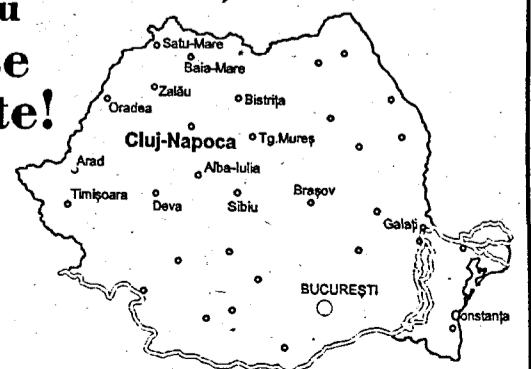 u
e
te!
Satu-Mare
Baia-Mare
Zalău
Oradea
Bistrița
Cluj-Napoca
Tg.Mureș
Arad
Alba-Iulia
Timișoara
Deva
Sibiu
Brașov
Galați
BUCUREȘTI
Constanța